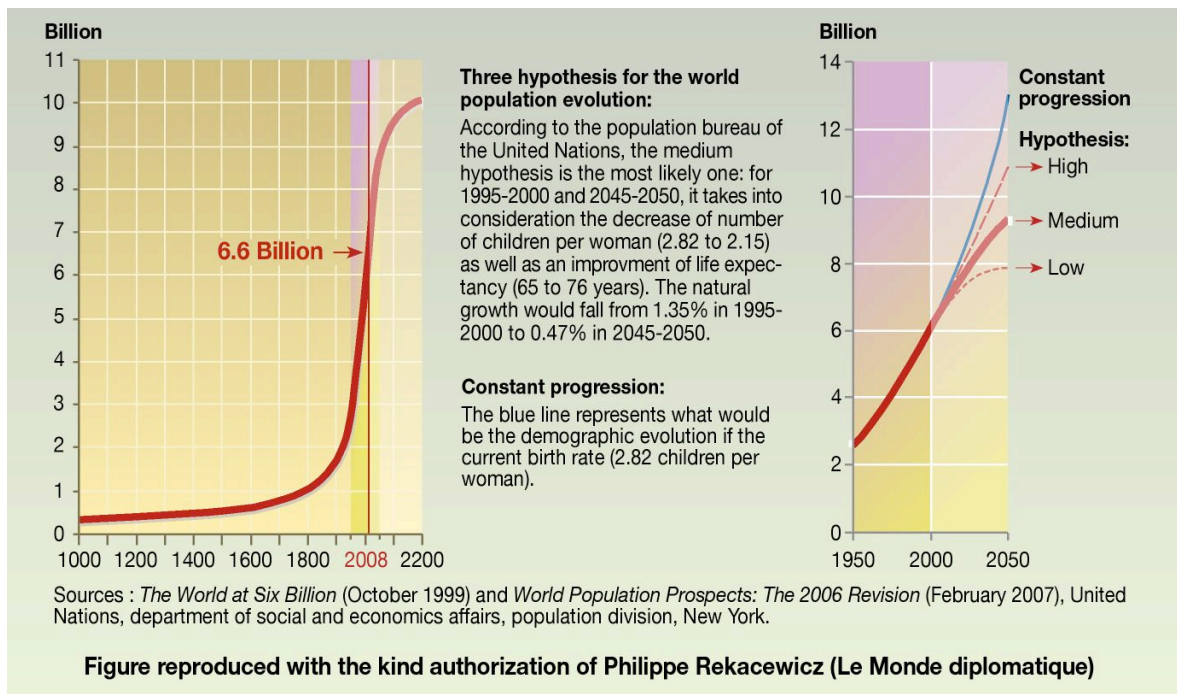 Billion
11
10
9
8
7
6
5
4
3
2
1
0
6.6 Billion
1000 1200 1400 1600 1800 2008 2200
Three hypothesis for the world
population evolution:
According to the population bureau of
the United Nations, the medium
hypothesis is the most likely one: for
1995-2000 and 2045-2050, it takes into
consideration the decrease of number
of children per woman (2.82 to 2.15)
as well as an improvment of life expec-
tancy (65 to 76 years). The natural
growth would fall from 1.35% in 1995-
2000 to 0.47% in 2045-2050.
Constant progression:
The blue line represents what would
be the demographic evolution if the
current birth rate (2.82 children per
woman).
Billion
14
12
10
8
6
4
2
0
1950 2000 2050
Constant
progression
Hypothesis:
High
Medium
Low
Sources : The World at Six Billion (October 1999) and World Population Prospects: The 2006 Revision (February 2007), United
Nations, department of social and economics affairs, population division, New York.
Figure reproduced with the kind authorization of Philippe Rekacewicz (Le Monde diplomatique)